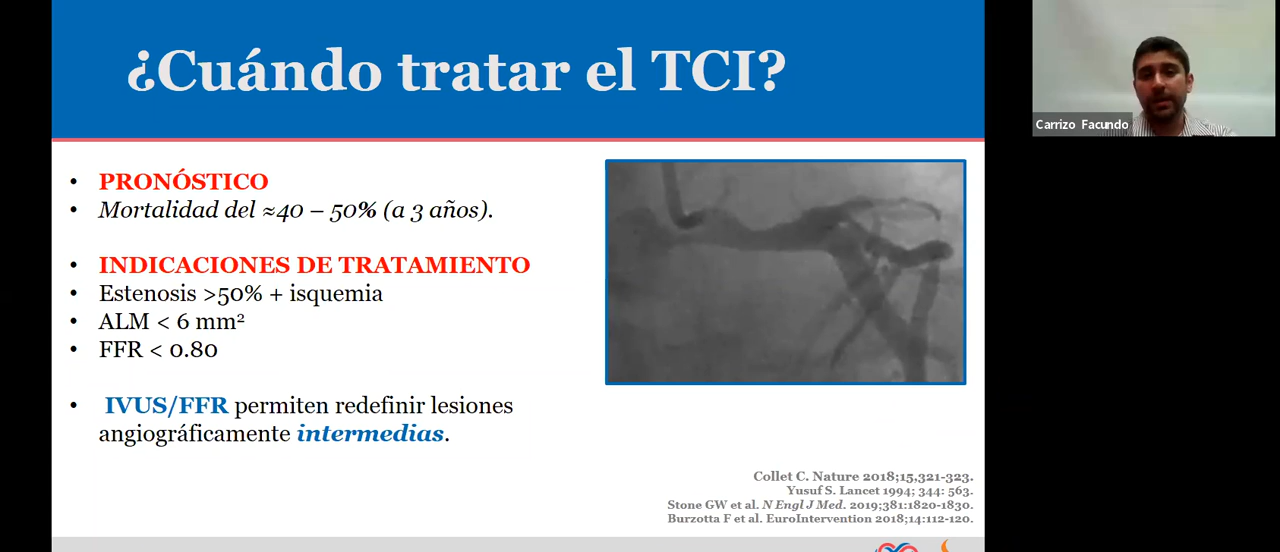 ¿Cuándo tratar el TCI?
Carrizo Facundo
• PRONÓSTICO
• Mortalidad del ≈40 – 50% (a 3 años).
• INDICACIONES DE TRATAMIENTO
• Estenosis >50% + isquemia
• ALM < 6 mm²
• FFR < 0.80
• IVUS/FFR permiten redefinir lesiones
angiográficamente intermedias.
Collet C. Nature 2018;15,321-323.
Yusuf S. Lancet 1994; 344: 563.
Stone GW et al. N Engl J Med. 2019;381:1820-1830.
Burzotta F et al. EuroIntervention 2018;14:112-120.